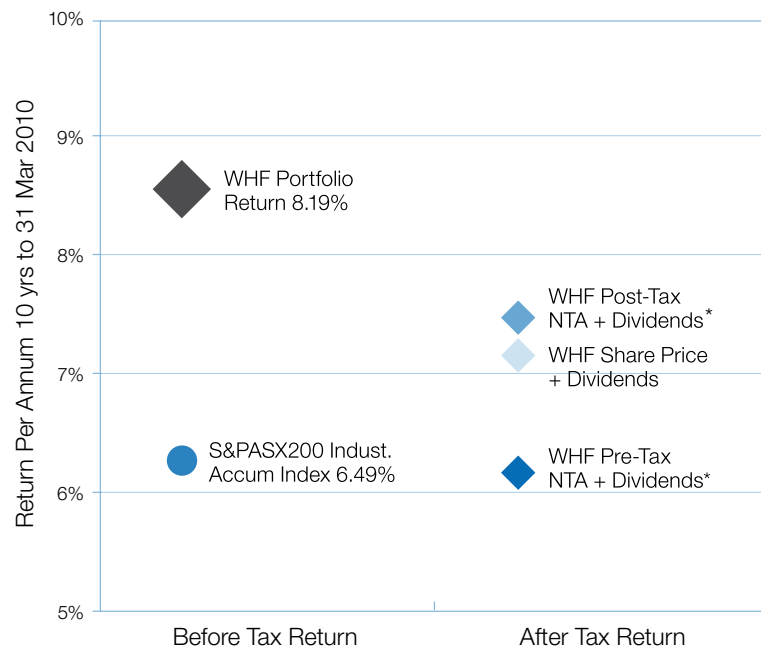 Return Per Annum 10 yrs to 31 Mar 2010
10%
9%
8%
7%
6%
5%
WHF Portfolio
Return 8.19%
S&PASX200 Indust.
Accum Index 6.49%
WHF Post-Tax
NTA + Dividends*
WHF Share Price
+ Dividends
WHF Pre-Tax
NTA + Dividends*
Before Tax Return
After Tax Return